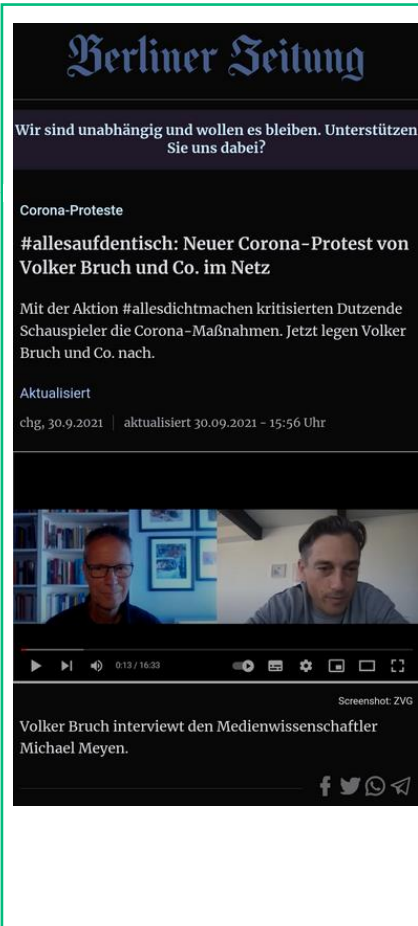 Berliner Zeitung
Wir sind unabhängig und wollen es bleiben. Unterstützen
Sie uns dabei?
Corona-Proteste
#allesaufdentisch: Neuer Corona-Protest von
Volker Bruch und Co. im Netz
Mit der Aktion #allesdichtmachen kritisierten Dutzende
Schauspieler die Corona-Maßnahmen. Jetzt legen Volker
Bruch und Co. nach.
Aktualisiert
chg, 30.9.2021 | aktualisiert 30.09.2021 - 15:56 Uhr
0:13 / 16:33
Screenshot: ZVG
Volker Bruch interviewt den Medienwissenschaftler
Michael Meyen.